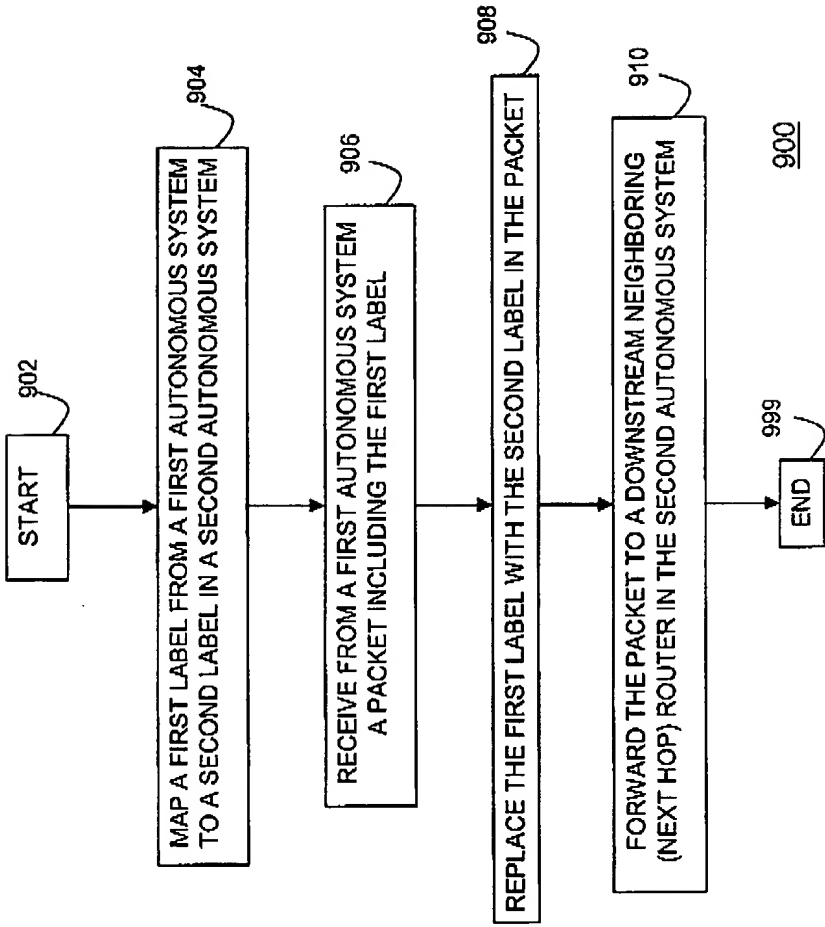 START
902
MAP A FIRST LABEL FROM A FIRST AUTONOMOUS SYSTEM
TO A SECOND LABEL IN A SECOND AUTONOMOUS SYSTEM
904
RECEIVE FROM A FIRST AUTONOMOUS SYSTEM
A PACKET INCLUDING THE FIRST LABEL
906
REPLACE THE FIRST LABEL WITH THE SECOND LABEL IN THE PACKET
908
FORWARD THE PACKET TO A DOWNSTREAM NEIGHBORING
(NEXT HOP) ROUTER IN THE SECOND AUTONOMOUS SYSTEM
910
END
999
900